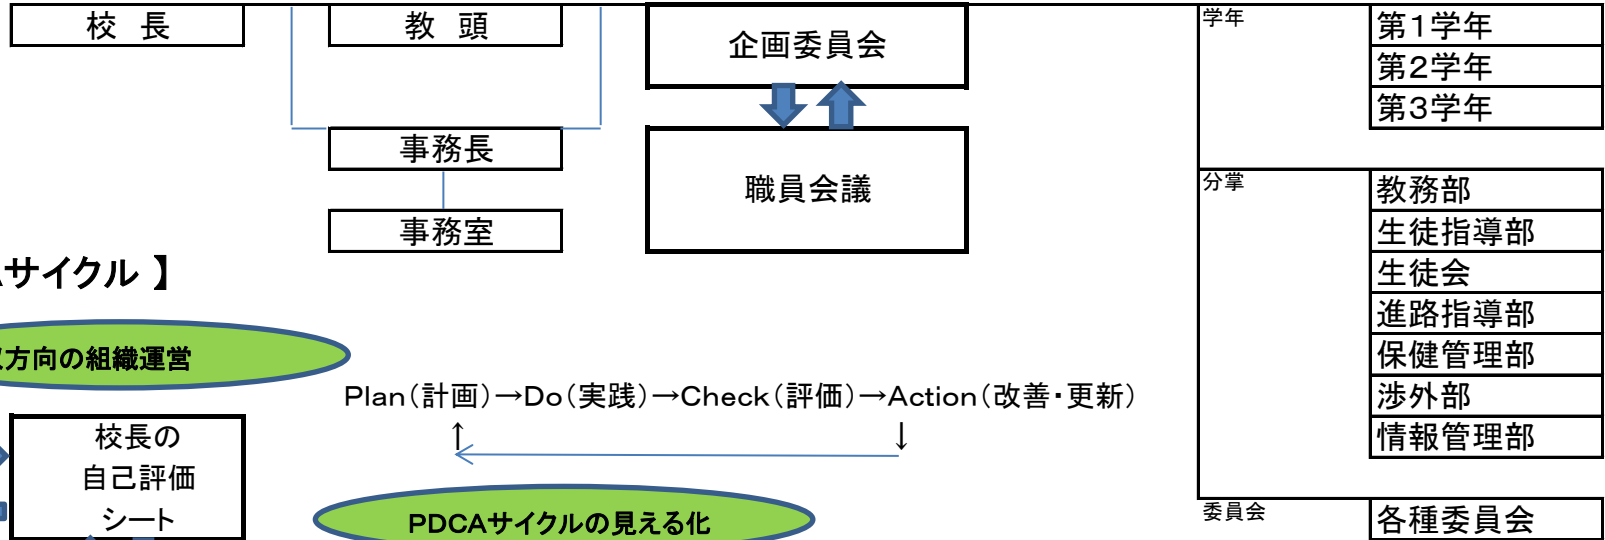 校　長
教　頭
企画委員会
事務長
職員会議
事務室
学年
第1学年
第2学年
第3学年
分掌
教務部
生徒指導部
生徒会
進路指導部
保健管理部
渉外部
情報管理部
委員会
各種委員会
サイクル 】
方向の組織運営
Plan（計画）→Do（実践）→Check（評価）→Action（改善・更新）
↑　↓
校長の
自己評価
シート
PDCAサイクルの見える化